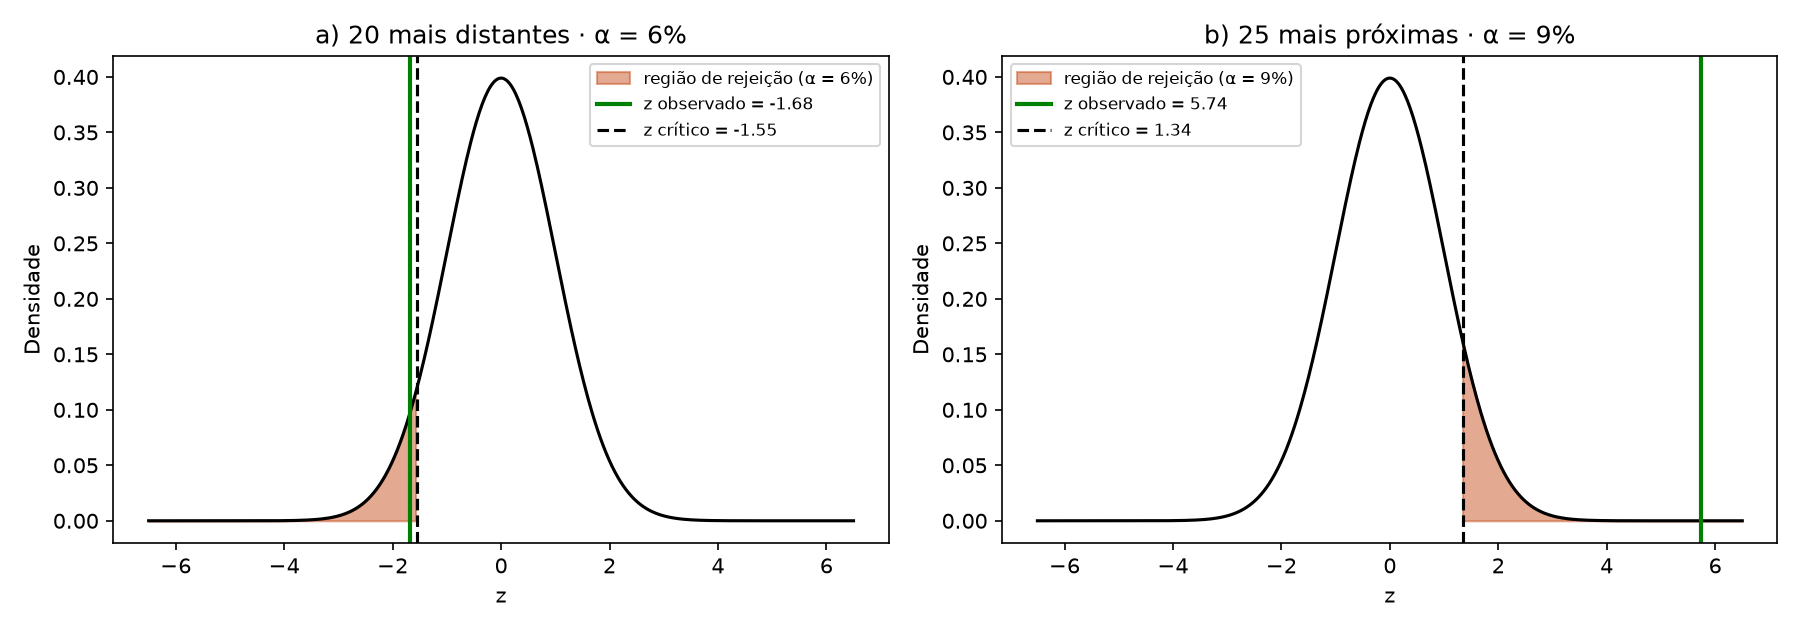 a) 20 mais distantes · α = 6%
região de rejeição (α = 6%)
z observado = -1.68
z crítico = -1.55
Densidade
0.40
0.35
0.30
0.25
0.20
0.15
0.10
0.05
0.00
−6
−4
−2
0
2
4
6
z
b) 25 mais próximas · α = 9%
região de rejeição (α = 9%)
z observado = 5.74
z crítico = 1.34
Densidade
0.40
0.35
0.30
0.25
0.20
0.15
0.10
0.05
0.00
−6
−4
−2
0
2
4
6
z